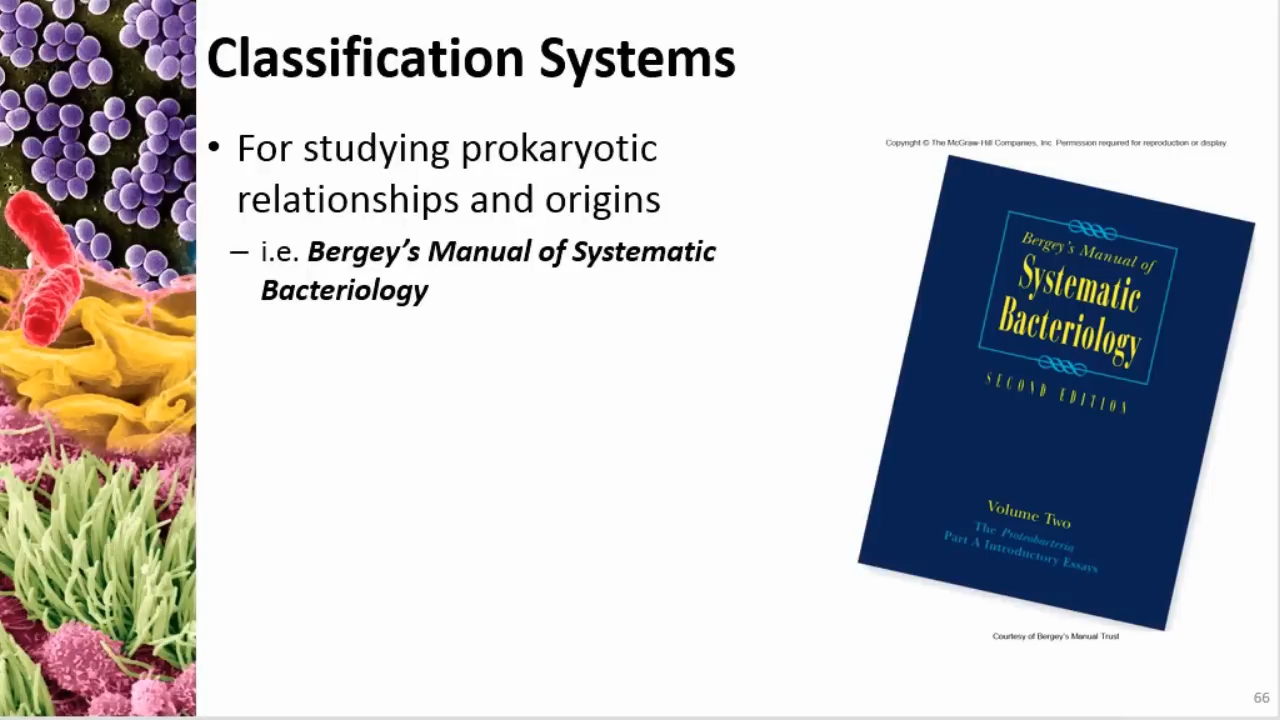 Classification Systems
• For studying prokaryotic
relationships and origins
– i.e. Bergey's Manual of Systematic
Bacteriology
Copyright © The McGraw-Hill Companies, Inc. Permission required for reproduction or display.
Bergey's Manual of
Systematic
Bacteriology
SECOND EDITION
Volume Two
The Proteobacteria
Part A Introductory Essays
Courtesy of Bergey's Manual Trust
66